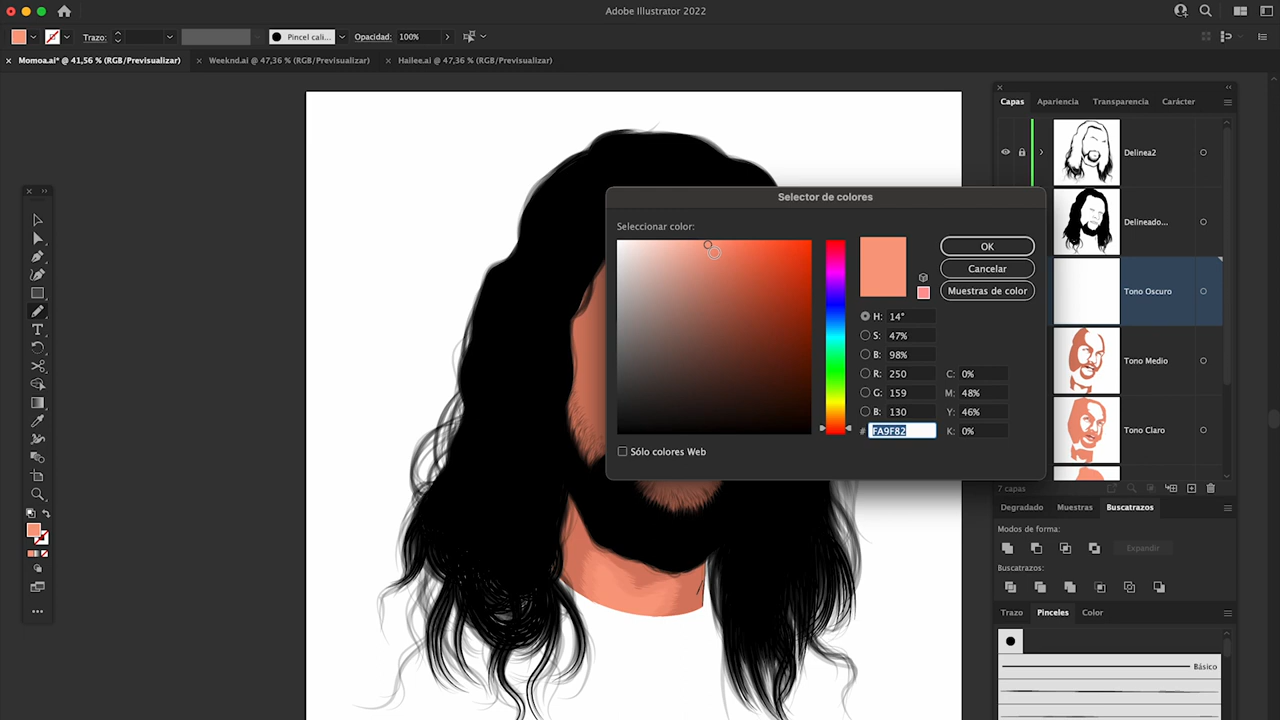 Adobe Illustrator 2022
Trazo:
Pincel cali...
Opacidad:
100%
Momoa.ai* @ 41,56 % (RGB/Previsualizar)
Weeknd.ai @ 47,36 % (RGB/Previsualizar)
Hailee.ai @ 47,36 % (RGB/Previsualizar)
Capas
Apariencia
Transparencia
Carácter
Delinea2
Delineado...
Tono Oscuro
Tono Medio
Tono Claro
7 capas
Selector de colores
Seleccionar color:
OK
Cancelar
Muestras de color
H: 14°
S: 47%
B: 98%
R: 250
G: 159
B: 130
# FA9F82
C: 0%
M: 48%
Y: 46%
K: 0%
Sólo colores Web
Degradado
Muestras
Buscatrazos
Modos de forma:
Expandir
Buscatrazos:
Trazo
Pinceles
Color
Básico